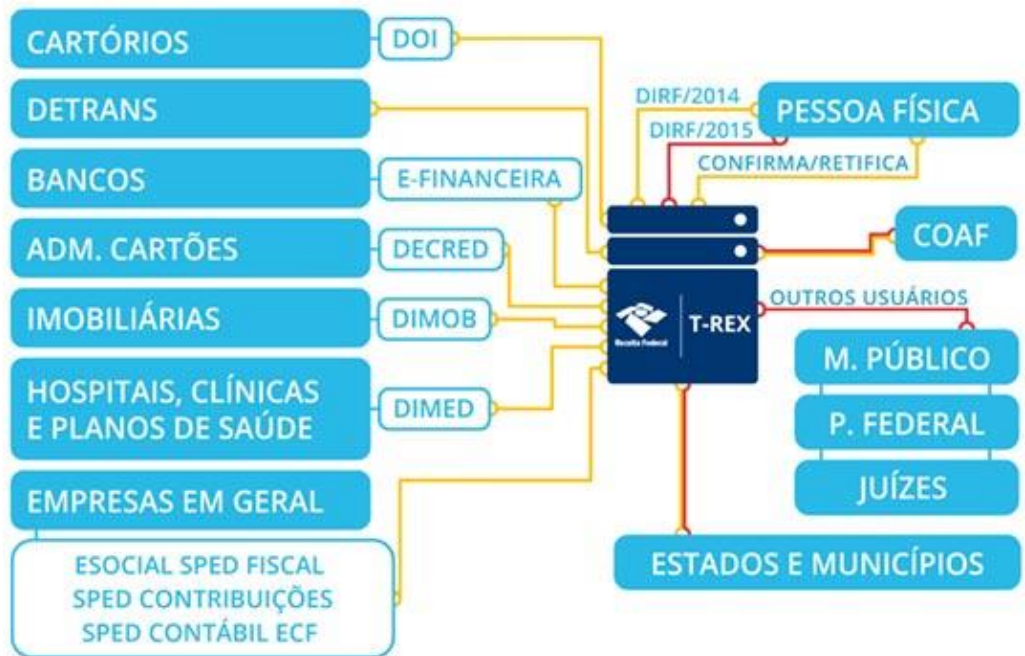 CARTÓRIOS
DOI
DETRANS
BANCOS
E-FINANCEIRA
ADM. CARTÕES
DECRED
IMOBILIÁRIAS
DIMOB
HOSPITAIS, CLÍNICAS
E PLANOS DE SAÚDE
DIMED
EMPRESAS EM GERAL
ESOCIAL SPED FISCAL
SPED CONTRIBUIÇÕES
SPED CONTÁBIL ECF
DIRF/2014
DIRF/2015
PESSOA FÍSICA
CONFIRMA/RETIFICA
COAF
Receita Federal
T-REX
OUTROS USUÁRIOS
M. PÚBLICO
P. FEDERAL
JUÍZES
ESTADOS E MUNICÍPIOS